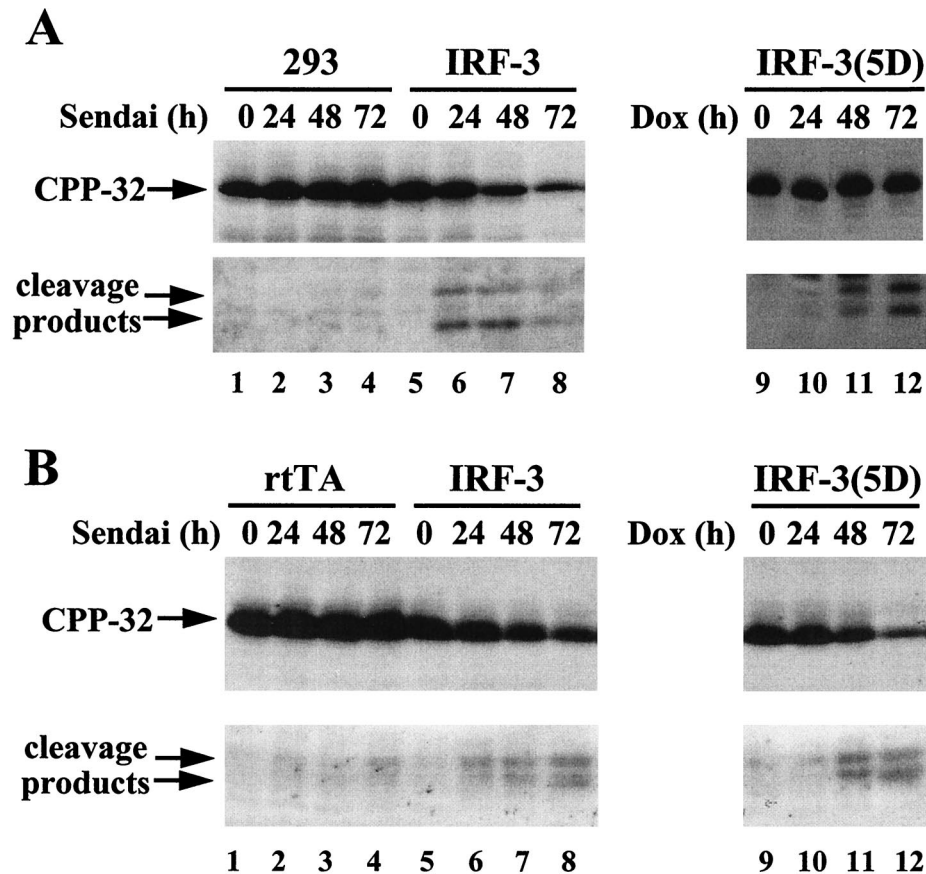 A
293 IRF-3 IRF-3(5D)
Sendai (h) 0 24 48 72 0 24 48 72 Dox (h) 0 24 48 72
CPP-32
cleavage
products
1 2 3 4 5 6 7 8 9 10 11 12
B
rtTA IRF-3 IRF-3(5D)
Sendai (h) 0 24 48 72 0 24 48 72 Dox (h) 0 24 48 72
CPP-32
cleavage
products
1 2 3 4 5 6 7 8 9 10 11 12